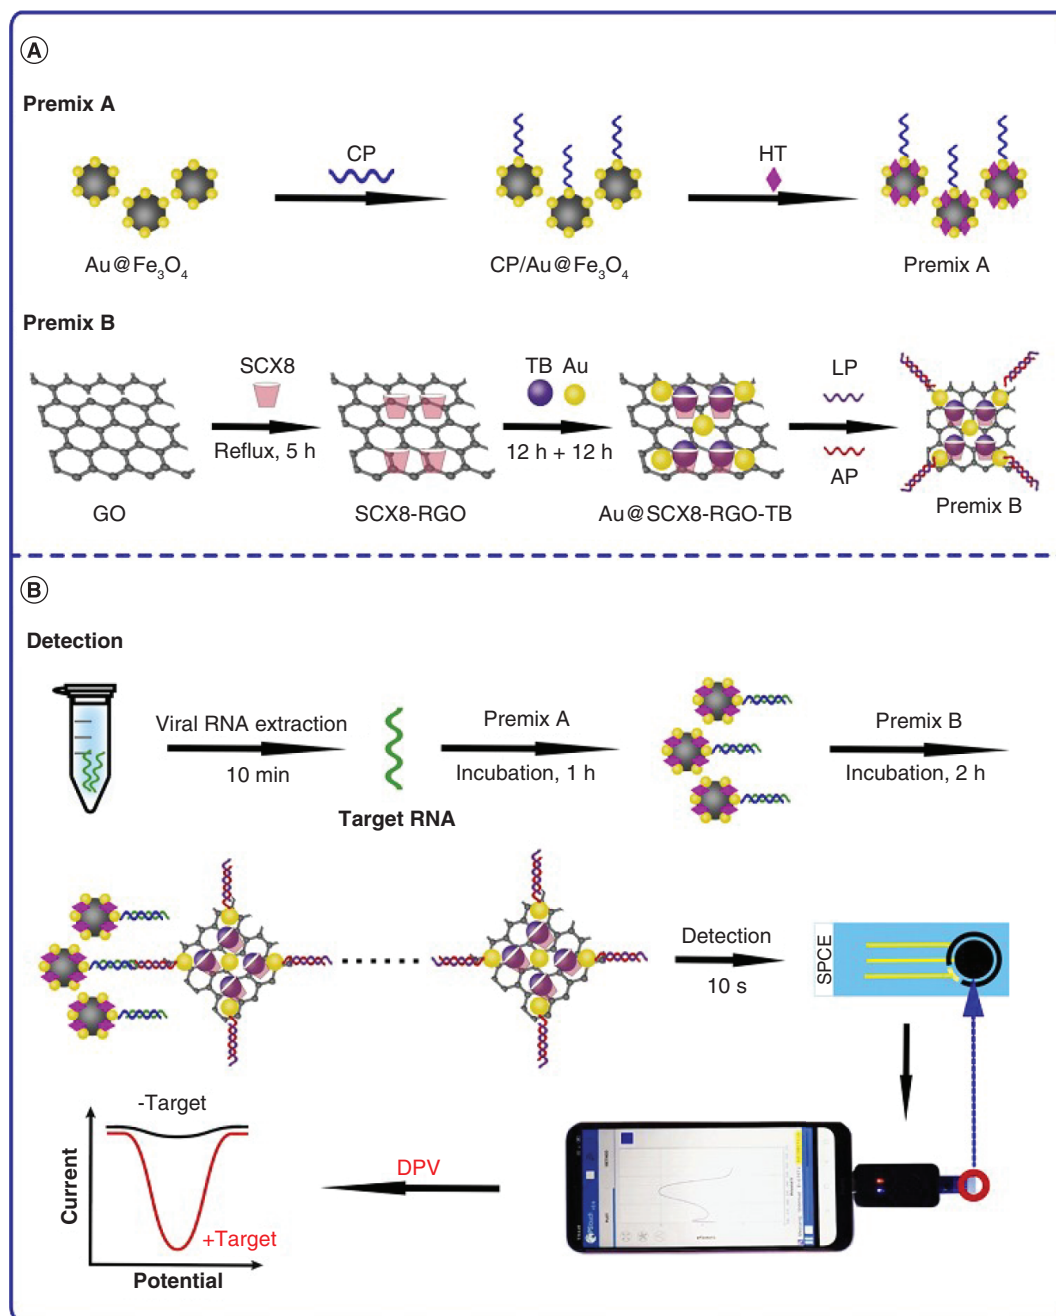 A
Premix A
CP
HT
Au@Fe₃O₄
CP/Au@Fe₃O₄
Premix A
Premix B
SCX8
TB Au
LP
Reflux, 5 h
12 h + 12 h
AP
GO
SCX8-RGO
Au@SCX8-RGO-TB
Premix B
B
Detection
Viral RNA extraction
10 min
Target RNA
Premix A
Incubation, 1 h
Premix B
Incubation, 2 h
Detection
10 s
SPCE
-Target
+Target
Current
Potential
DPV